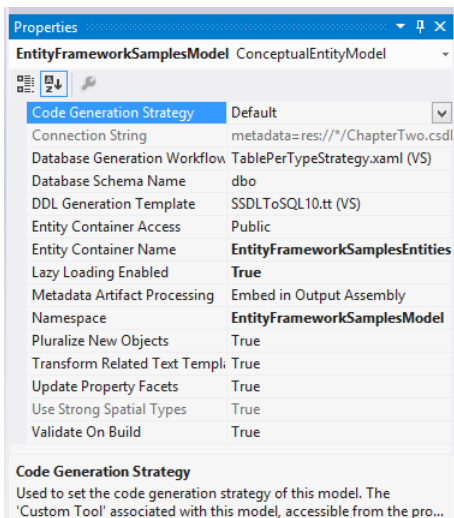 Properties
EntityFrameworkSamplesModel ConceptualEntityModel
Code Generation Strategy Default
Connection String metadata=res://*/ChapterTwo.csdl
Database Generation Workflow TablePerTypeStrategy.xaml (VS)
Database Schema Name dbo
DDL Generation Template SSDLToSQL10.tt (VS)
Entity Container Access Public
Entity Container Name EntityFrameworkSamplesEntities
Lazy Loading Enabled True
Metadata Artifact Processing Embed in Output Assembly
Namespace EntityFrameworkSamplesModel
Pluralize New Objects True
Transform Related Text Templa True
Update Property Facets True
Use Strong Spatial Types True
Validate On Build True
Code Generation Strategy
Used to set the code generation strategy of this model. The
'Custom Tool' associated with this model, accessible from the pro...